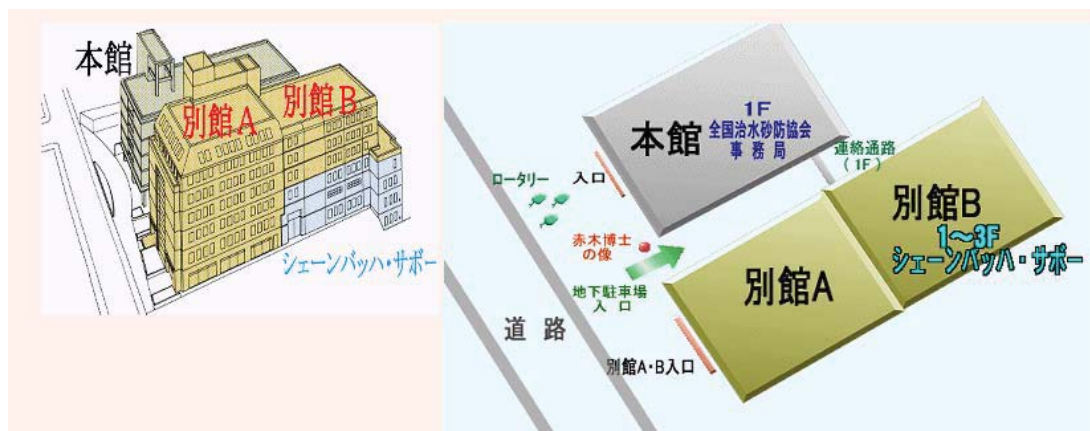 本館
別館A
別館B
シェーンバッハ・サボー
本館
1F
全国治水砂防協会
事務局
連絡通路
(1F)
ロータリー
入口
別館B
1〜3F
シェーンバッハ・サボー
赤木博士
の像
別館A
地下駐車場
入口
道路
別館A・B入口